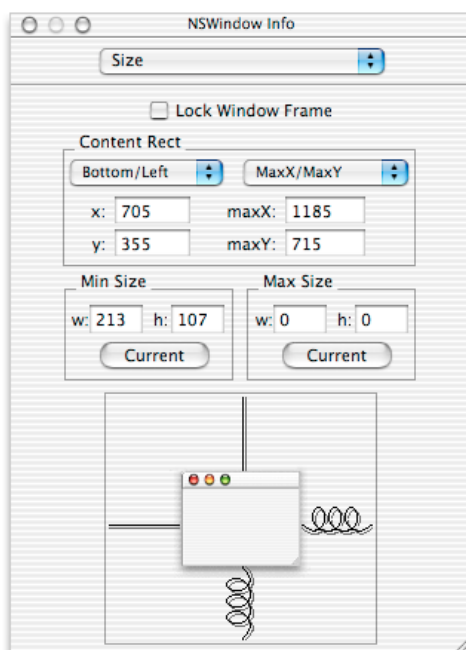 NSWindow Info
Size
Lock Window Frame
Content Rect
Bottom/Left MaxX/MaxY
x: 705 maxX: 1185
y: 355 maxY: 715
Min Size Max Size
w: 213 h: 107 w: 0 h: 0
Current Current